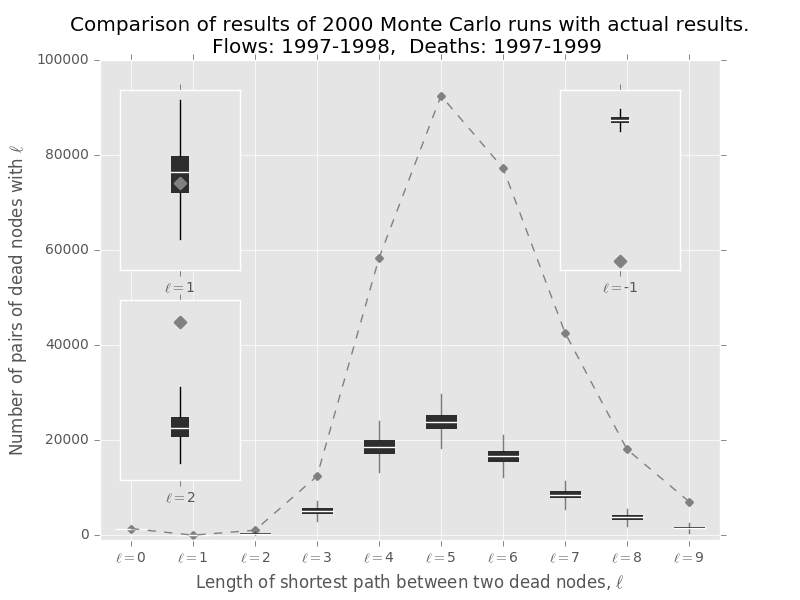 Comparison of results of 2000 Monte Carlo runs with actual results.
Flows: 1997-1998,  Deaths: 1997-1999
Number of pairs of dead nodes with ℓ
100000
80000
60000
40000
20000
0
ℓ=1
ℓ=2
ℓ=-1
ℓ=0 ℓ=1 ℓ=2 ℓ=3 ℓ=4 ℓ=5 ℓ=6 ℓ=7 ℓ=8 ℓ=9
Length of shortest path between two dead nodes, ℓ